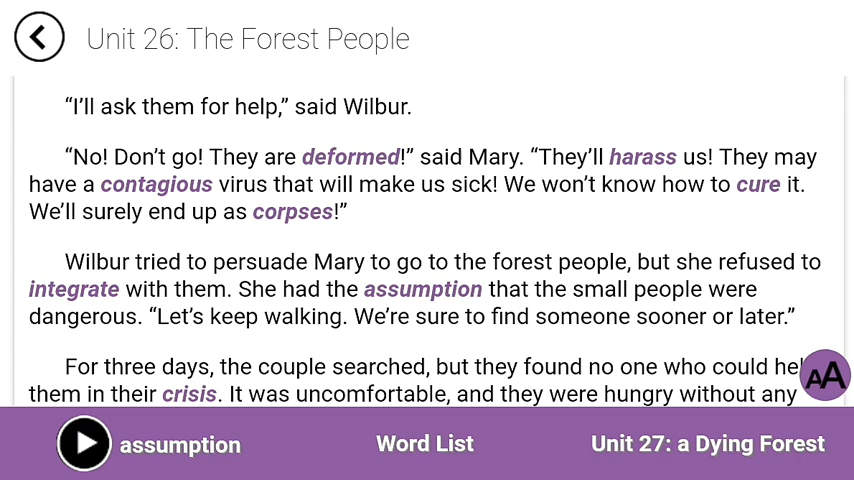 Unit 26: The Forest People
“I’ll ask them for help,” said Wilbur.
“No! Don’t go! They are deformed!” said Mary. “They’ll harass us! They may
have a contagious virus that will make us sick! We won’t know how to cure it.
We’ll surely end up as corpses!”
Wilbur tried to persuade Mary to go to the forest people, but she refused to
integrate with them. She had the assumption that the small people were
dangerous. “Let’s keep walking. We’re sure to find someone sooner or later.”
For three days, the couple searched, but they found no one who could hel
them in their crisis. It was uncomfortable, and they were hungry without any
AA
assumption
Word List
Unit 27: a Dying Forest